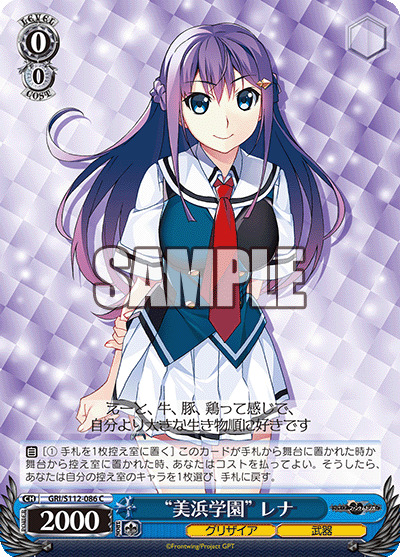 LEVEL
0
0
COST
SAMPLE
えーと、牛、豚、鶏って感じで、
自分より大きな生き物順に好きです
自 [① 手札を1枚控え室に置く] このカードが手札から舞台に置かれた時か
舞台から控え室に置かれた時、あなたはコストを払ってよい。そうしたら、
あなたは自分の控え室のキャラを1枚選び、手札に戻す。
CH GRI/S112-086 C
“美浜学園” レナ
2000
グリザイア
武器
©Frontwing/Project GPT